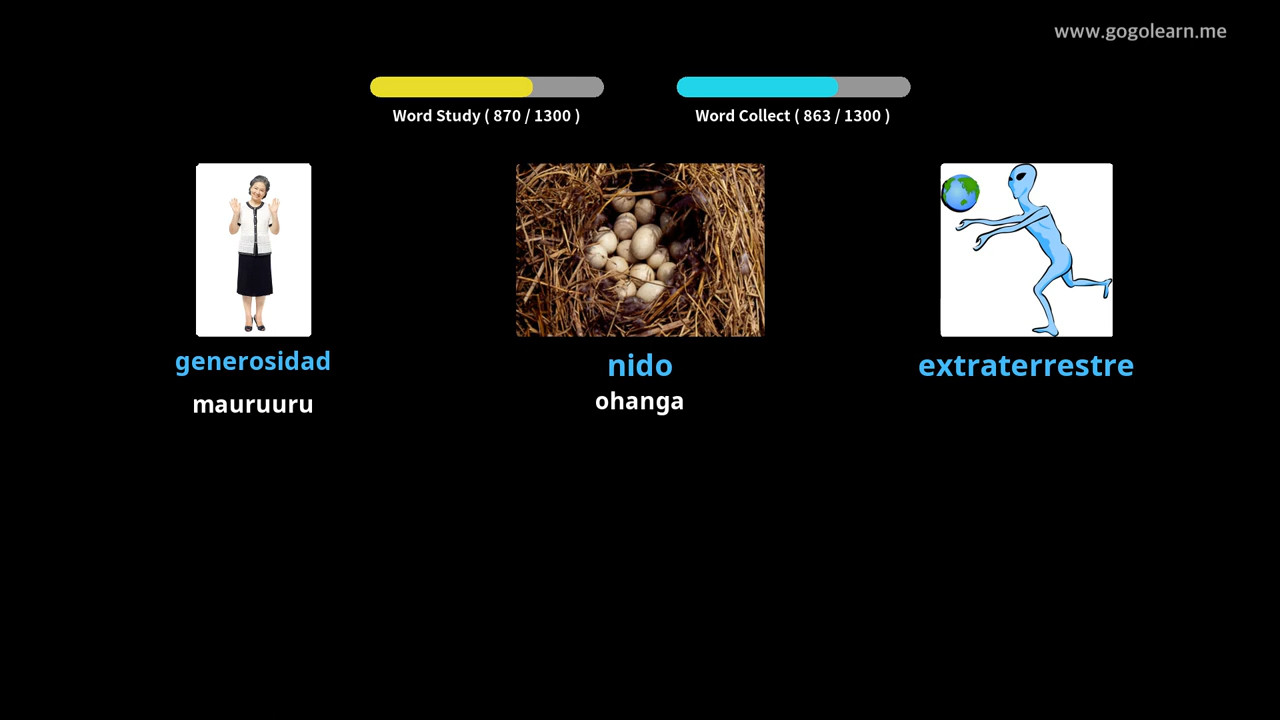 www.gogolearn.me
Word Study ( 870 / 1300 )
Word Collect ( 863 / 1300 )
generosidad
mauruuru
nido
ohanga
extraterrestre